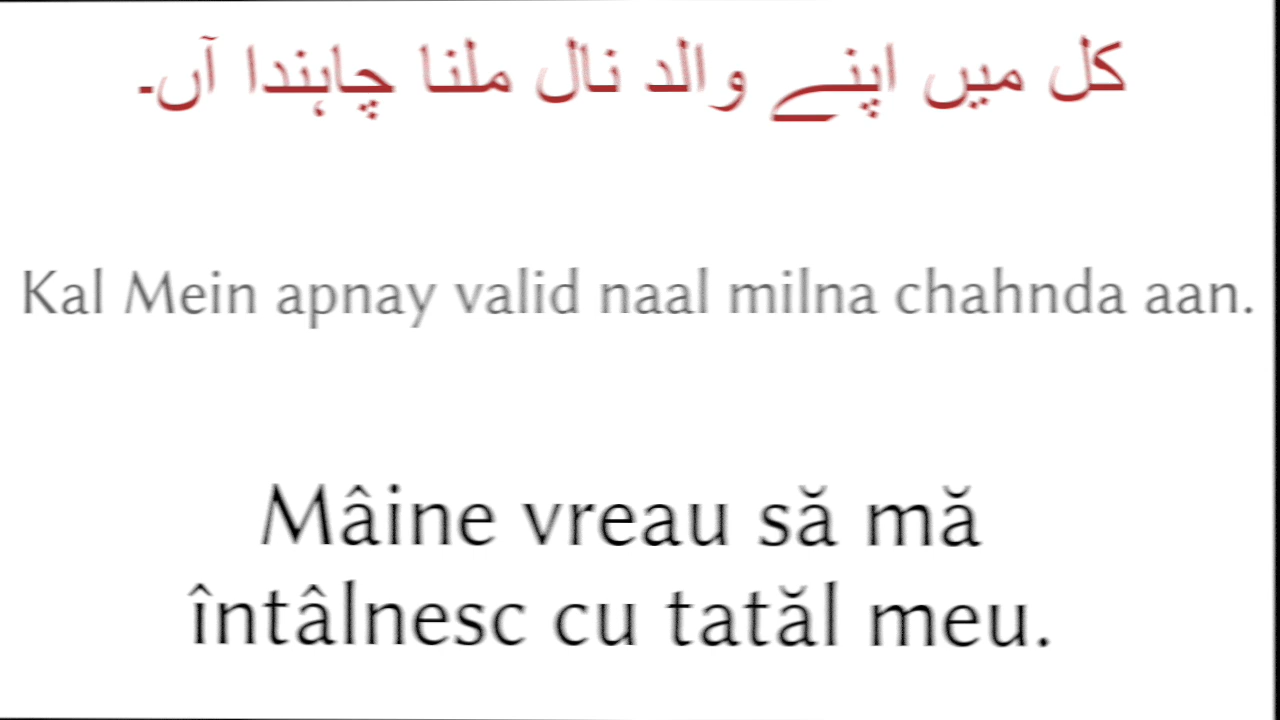 کل میں اپنے والد نال ملنا چاہندا آں۔
Kal Mein apnay valid naal milna chahnda aan.
Mâine vreau să mă
întâlnesc cu tatăl meu.